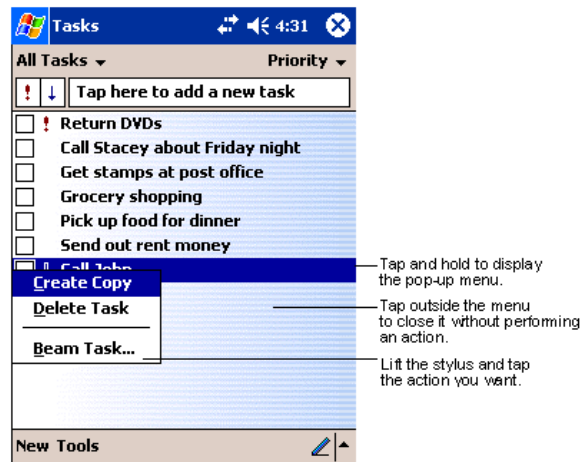 Tasks 4:31
All Tasks Priority
! ↓ Tap here to add a new task
! Return DVDs
Call Stacey about Friday night
Get stamps at post office
Grocery shopping
Pick up food for dinner
Send out rent money
Call John
Create Copy
Delete Task
Beam Task...
New Tools
Tap and hold to display
the pop-up menu.
Tap outside the menu
to close it without performing
an action.
Lift the stylus and tap
the action you want.